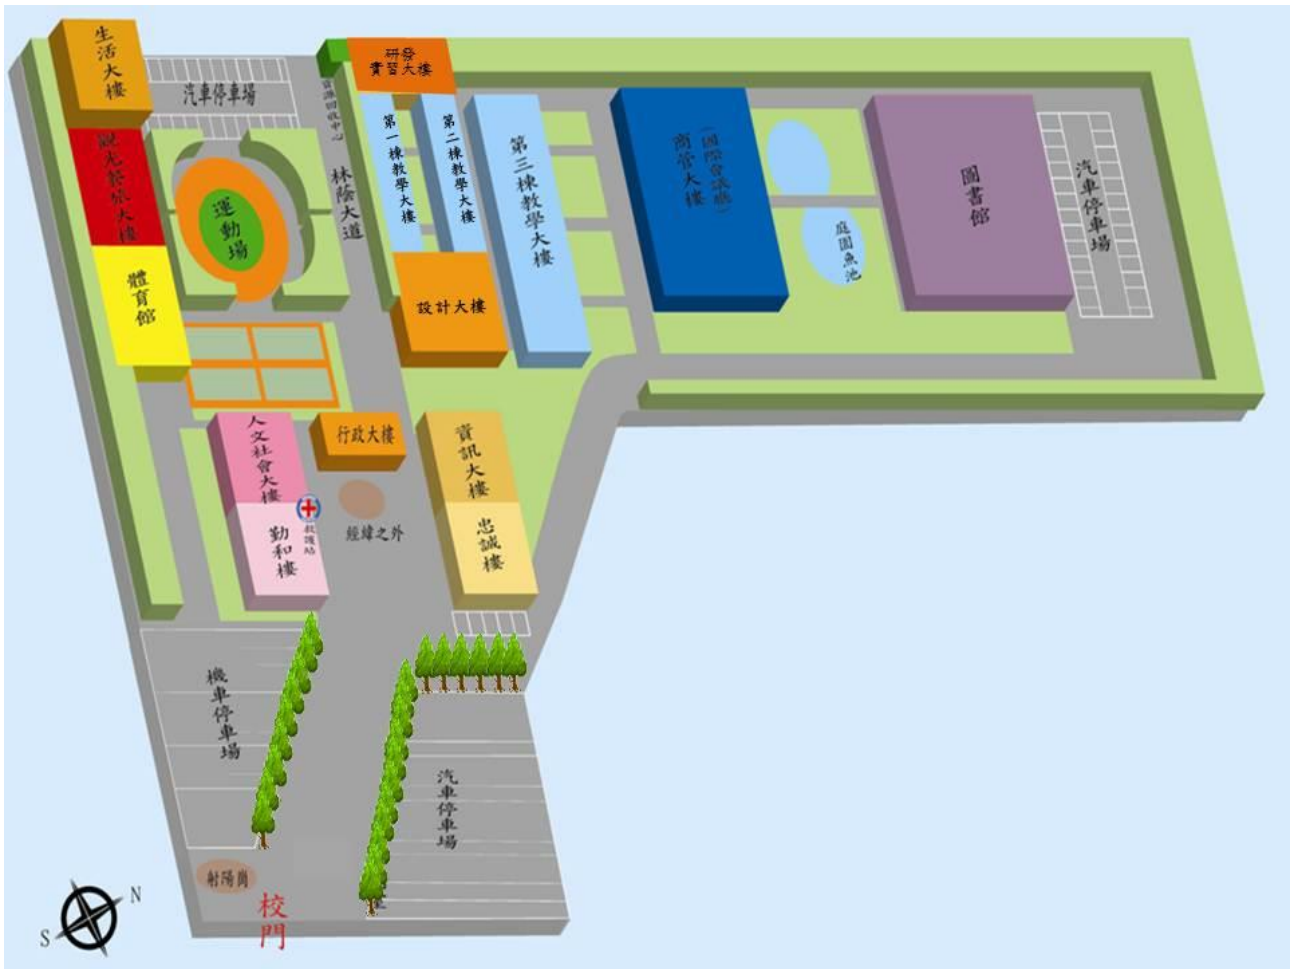 生活大樓
汽車停車場
資源回收中心
研發
實習大樓
觀光餐旅大樓
運動場
林蔭大道
第一棟教學大樓
第二棟教學大樓
第三棟教學大樓
商管大樓
(國際會議廳)
庭園魚池
圖書館
汽車停車場
體育館
設計大樓
人文社會大樓
行政大樓
資訊大樓
勤和樓
救護站
經緯之外
忠誠樓
機車停車場
汽車停車場
射陽崗
校門
N
S